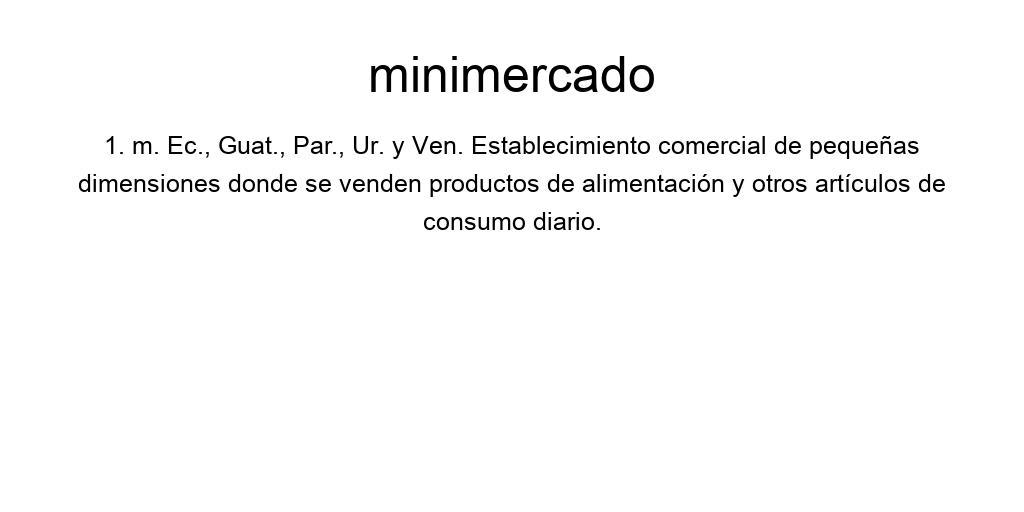 minimercado
1. m. Ec., Guat., Par., Ur. y Ven. Establecimiento comercial de pequeñas
dimensiones donde se venden productos de alimentación y otros artículos de
consumo diario.